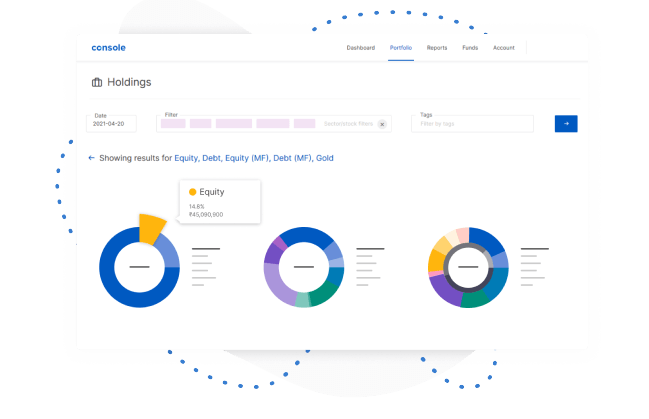 console
Dashboard Portfolio Reports Funds Account
Holdings
Date
2021-04-20
Filter
Sector/stock filters
Tags
Filter by tags
← Showing results for Equity, Debt, Equity (MF), Debt (MF), Gold
Equity
14.8%
₹45,090,900